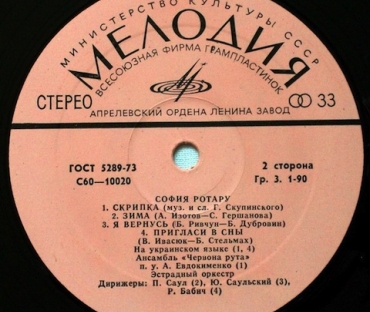 МИНИСТЕРСТВО КУЛЬТУРЫ СССР
МЕЛОДИЯ
ВСЕСОЮЗНАЯ ФИРМА ГРАМПЛАСТИНОК
СТЕРЕО 33
АПРЕЛЕВСКИЙ ОРДЕНА ЛЕНИНА ЗАВОД
ГОСТ 5289-73 2 сторона
С60—10020 Гр. 3. 1-90
СОФИЯ РОТАРУ
1. СКРИПКА (муз. и сл. Г. Скупинского)
2. ЗИМА (А. Изотов—С. Гершанова)
3. Я ВЕРНУСЬ (Б. Ривчун—Б. Дубровин)
4. ПРИГЛАСИ В СНЫ
(В. Ивасюк—Б. Стельмах)
На украинском языке (1, 4)
Ансамбль «Червона рута»
п. у. А. Евдокименко (1)
Эстрадный оркестр
Дирижеры: П. Саул (2), Ю. Саульский (3),
Р. Бабич (4)